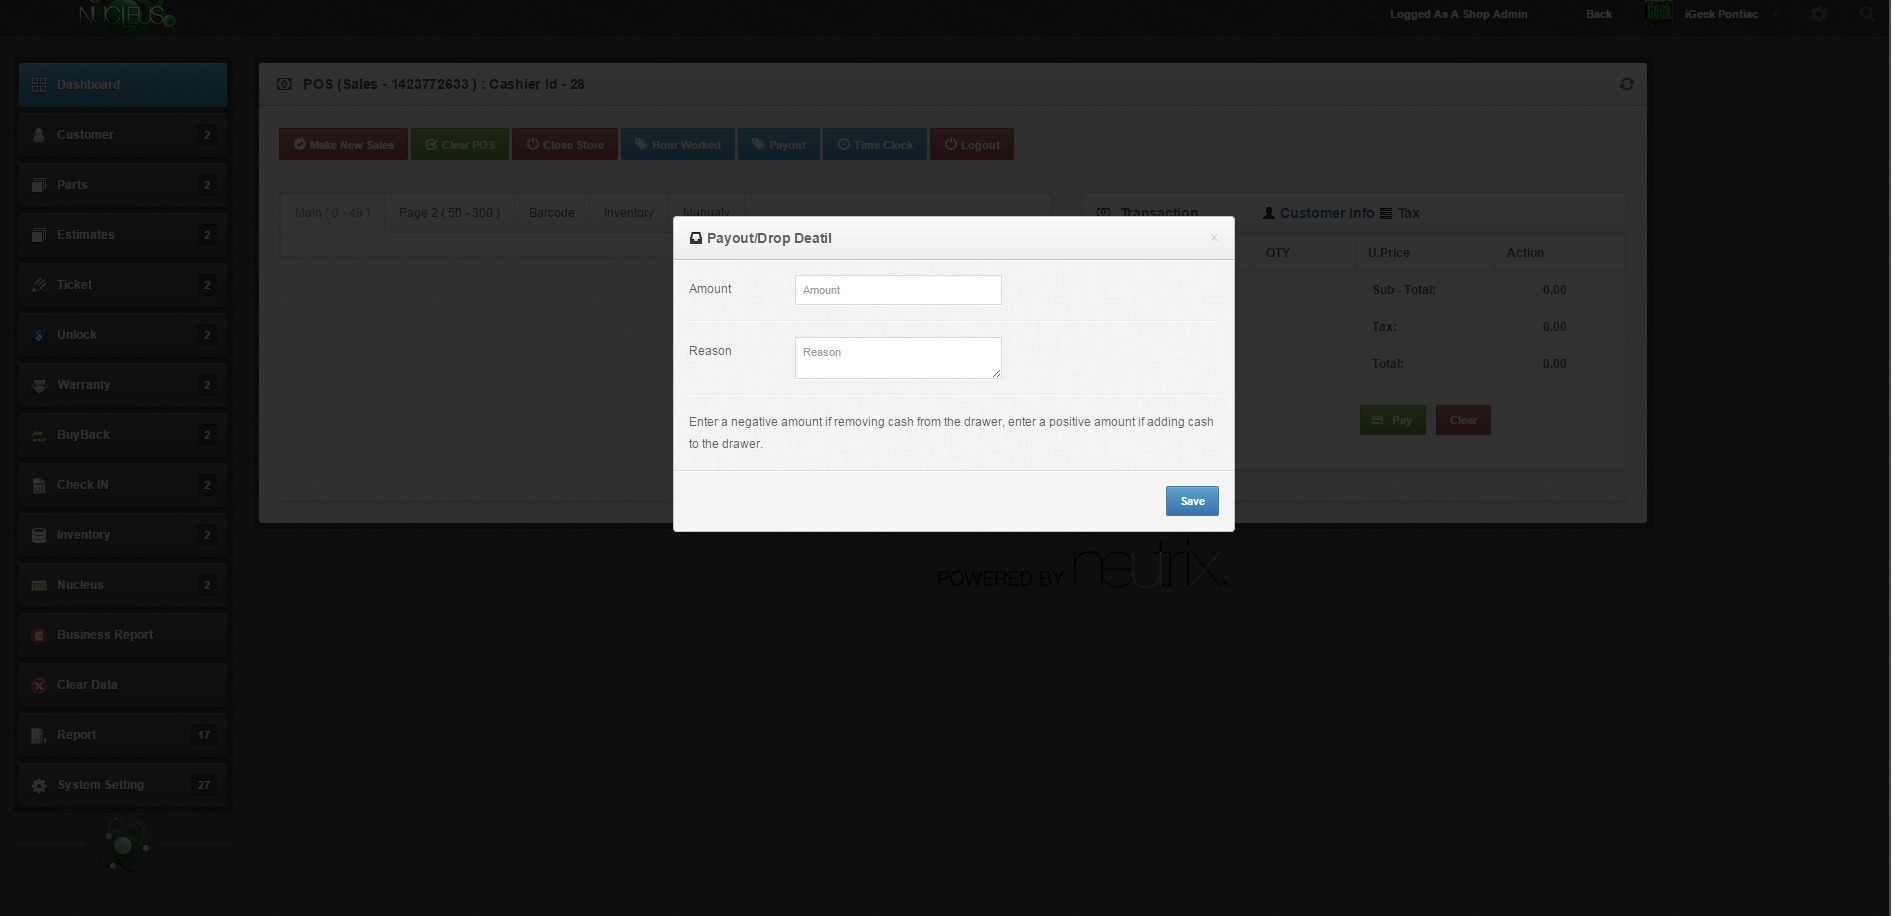 NUCLEUS
Logged As A Shop Admin
Back
iGeek
iGeek Pontiac
Dashboard
Customer 2
Parts 2
Estimates 2
Ticket 2
Unlock 2
Warranty 2
BuyBack 2
Check IN 2
Inventory 2
Nucleus 2
Business Report
Clear Data
Report 17
System Setting 27
POS (Sales - 1423772633 ) : Cashier Id - 28
Make New Sales
Clear POS
Close Store
Hour Worked
Payout
Time Clock
Logout
Main ( 0 - 49 )
Page 2 ( 50 - 300 )
Barcode
Inventory
Manualy
Transaction
Customer Info
Tax
QTY
U.Price
Action
Sub - Total: 0.00
Tax: 0.00
Total: 0.00
Pay
Clear
Payout/Drop Deatil
×
Amount
Amount
Reason
Reason
Enter a negative amount if removing cash from the drawer, enter a positive amount if adding cash
to the drawer.
Save
POWERED BY neutrix